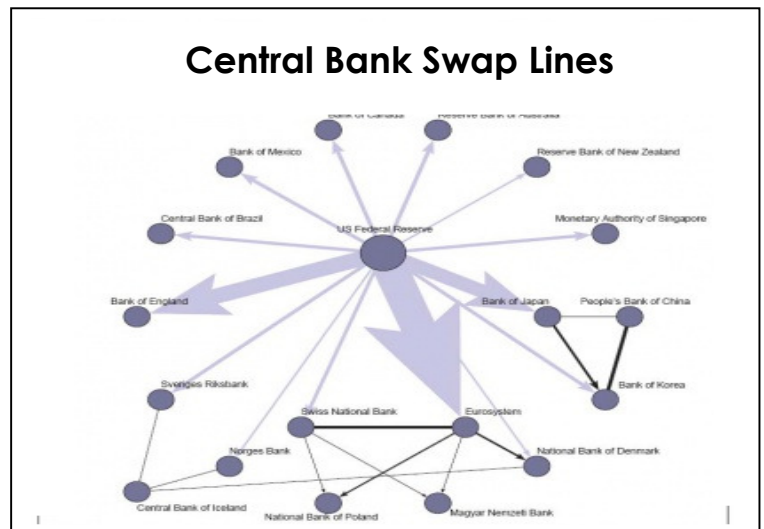 Central Bank Swap Lines
Bank of Canada
Reserve Bank of Australia
Bank of Mexico
Reserve Bank of New Zealand
Central Bank of Brazil
US Federal Reserve
Monetary Authority of Singapore
Bank of England
Bank of Japan
People's Bank of China
Sveriges Riksbank
Bank of Korea
Swiss National Bank
Eurosystem
Norges Bank
National Bank of Denmark
Central Bank of Iceland
National Bank of Poland
Magyar Nemzeti Bank